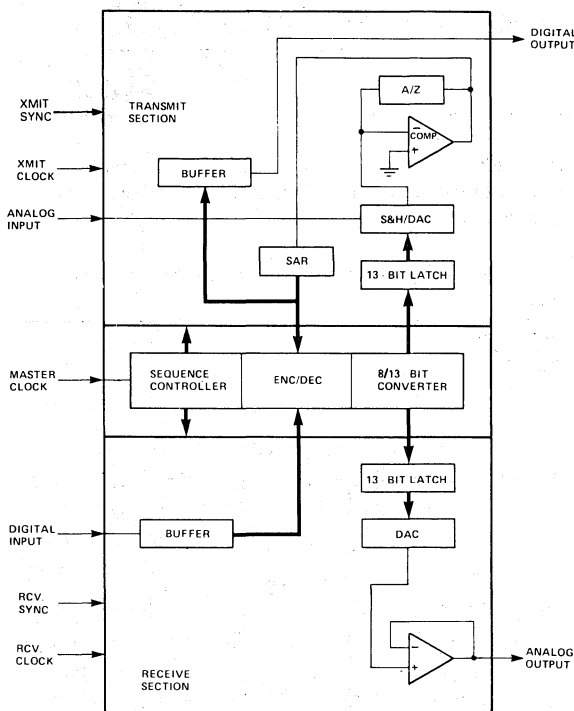 DIGITAL
OUTPUT
XMIT
SYNC
TRANSMIT
SECTION
A/Z
−
COMP
+
XMIT
CLOCK
BUFFER
ANALOG
INPUT
S&H/DAC
SAR
13-BIT LATCH
MASTER
CLOCK
SEQUENCE
CONTROLLER
ENC/DEC
8/13 BIT
CONVERTER
13-BIT LATCH
DIGITAL
INPUT
BUFFER
DAC
RCV.
SYNC
RCV.
CLOCK
−
+
ANALOG
OUTPUT
RECEIVE
SECTION